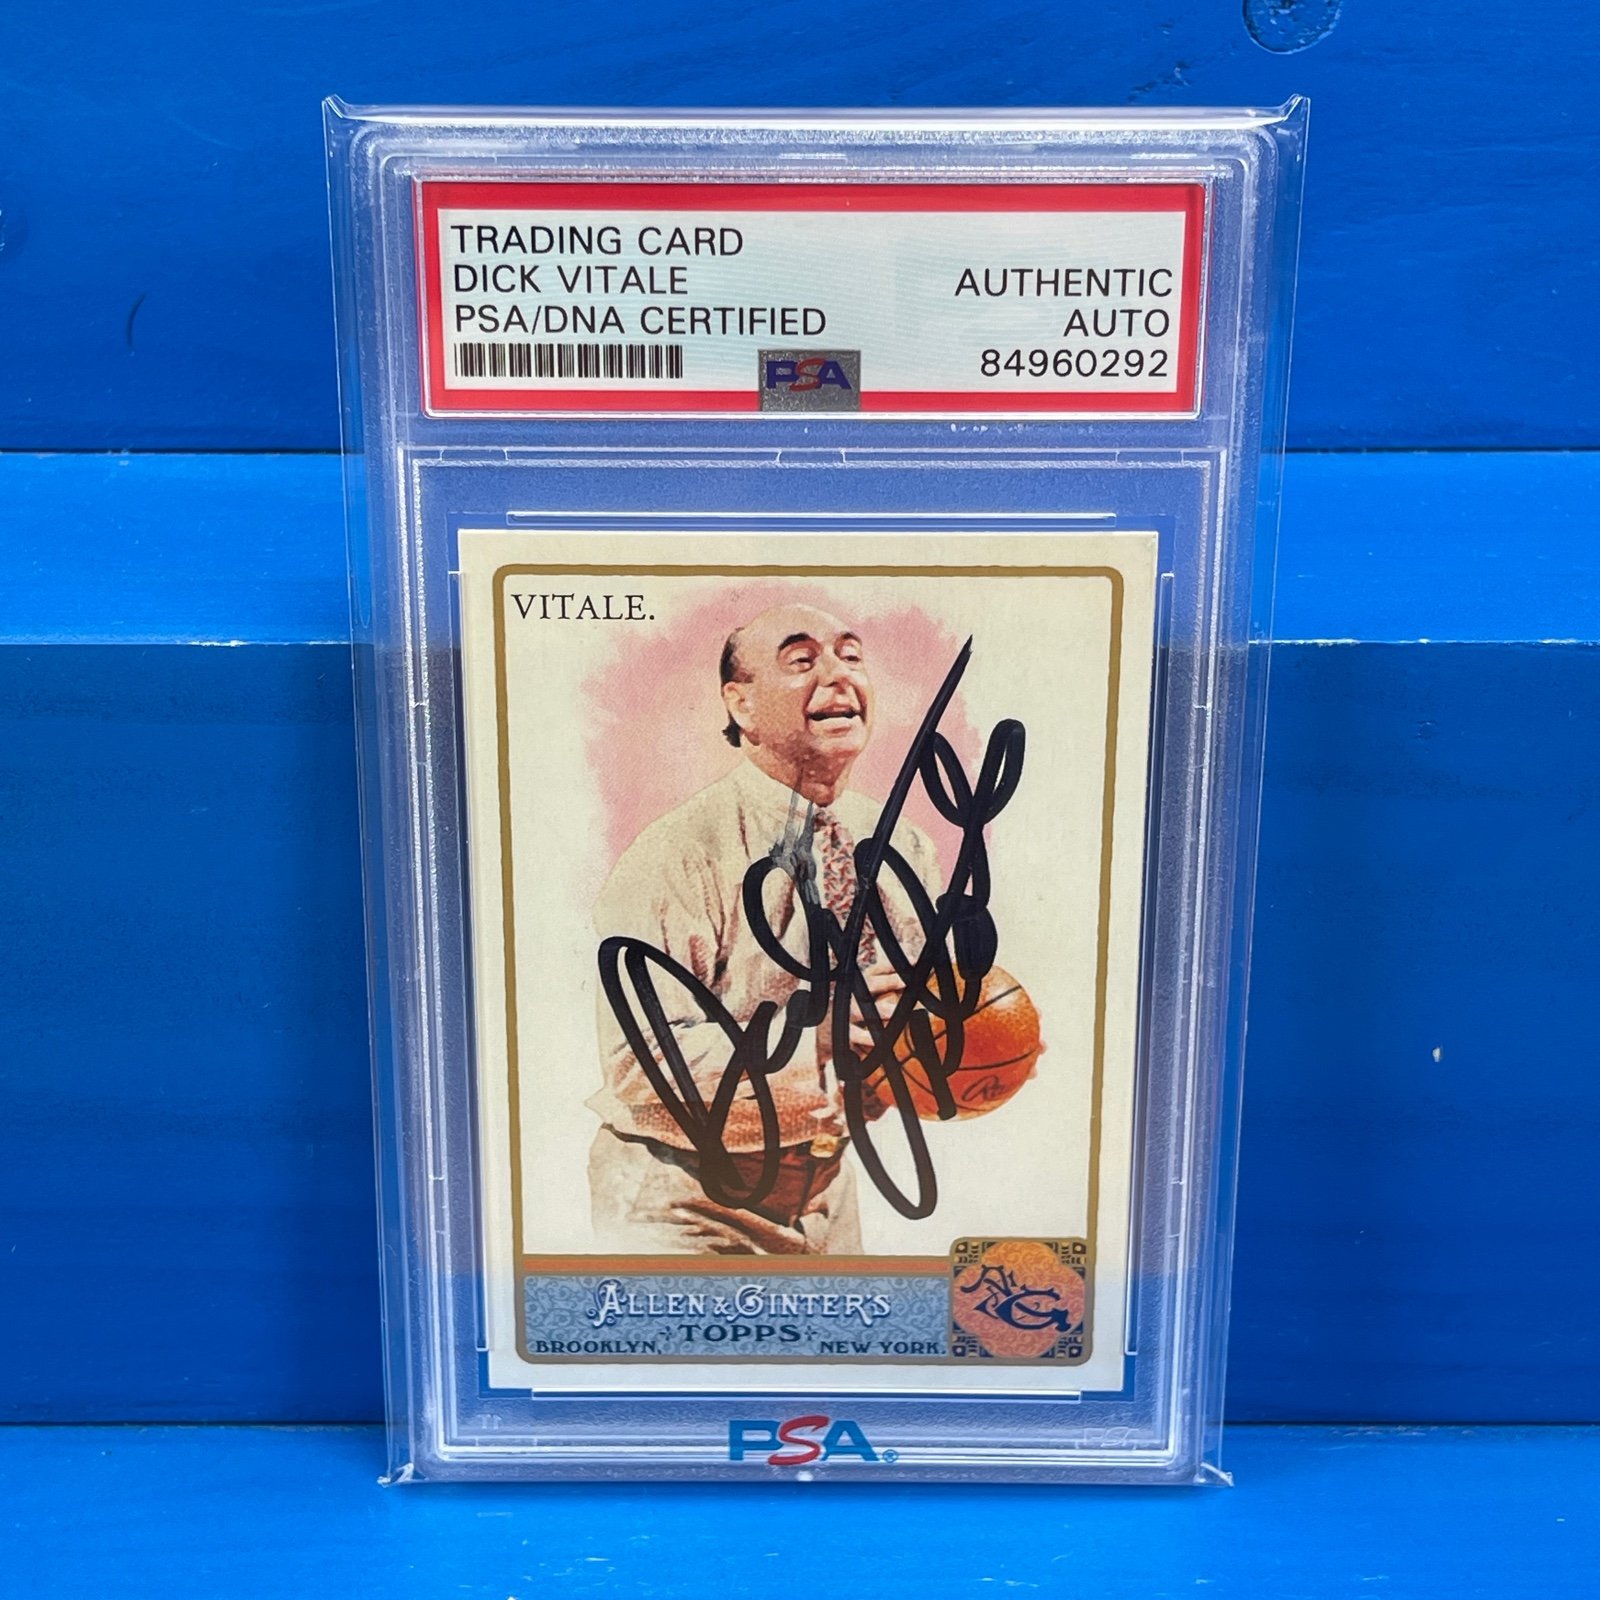 TRADING CARD
DICK VITALE
PSA/DNA CERTIFIED
AUTHENTIC
AUTO
84960292
PSA
VITALE.
ALLEN & GINTER'S
TOPPS
BROOKLYN, NEW YORK.
A&G
PSA®